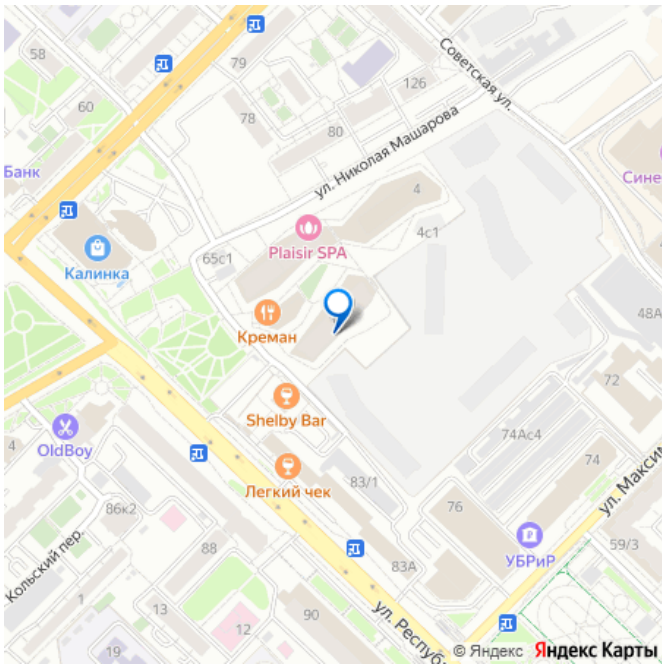 58
79
Советская ул.
126
60
78
80
ул. Николая Машарова
Банк
4
Сине
4с1
65с1
Plaisir SPA
Калинка
48А
Креман
72
Shelby Bar
74Ас4
4
OldBoy
74
ул. Максим
Легкий чек
83/1
76
86к2
УБРиР
59/3
88
83А
Кольский пер.
1
13
12
90
ул. Республ
19
© Яндекс Яндекс Карты